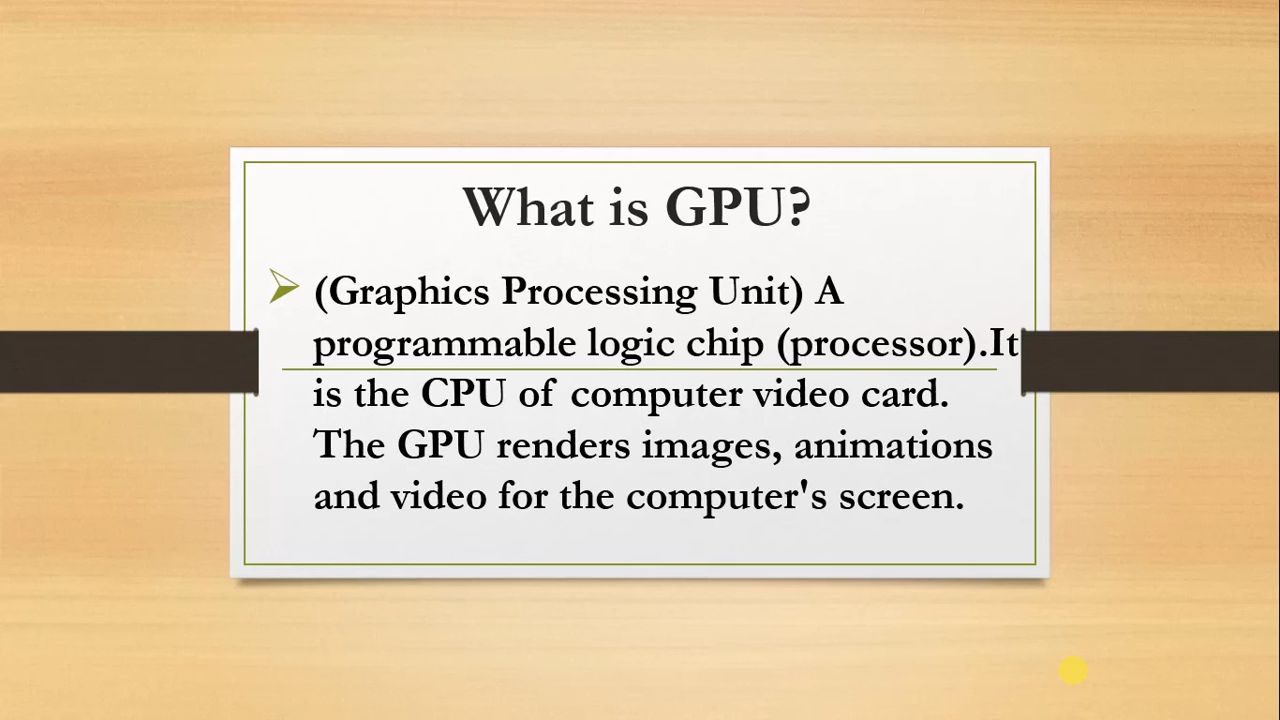 What is GPU?
(Graphics Processing Unit) A
programmable logic chip (processor).It
is the CPU of computer video card.
The GPU renders images, animations
and video for the computer's screen.